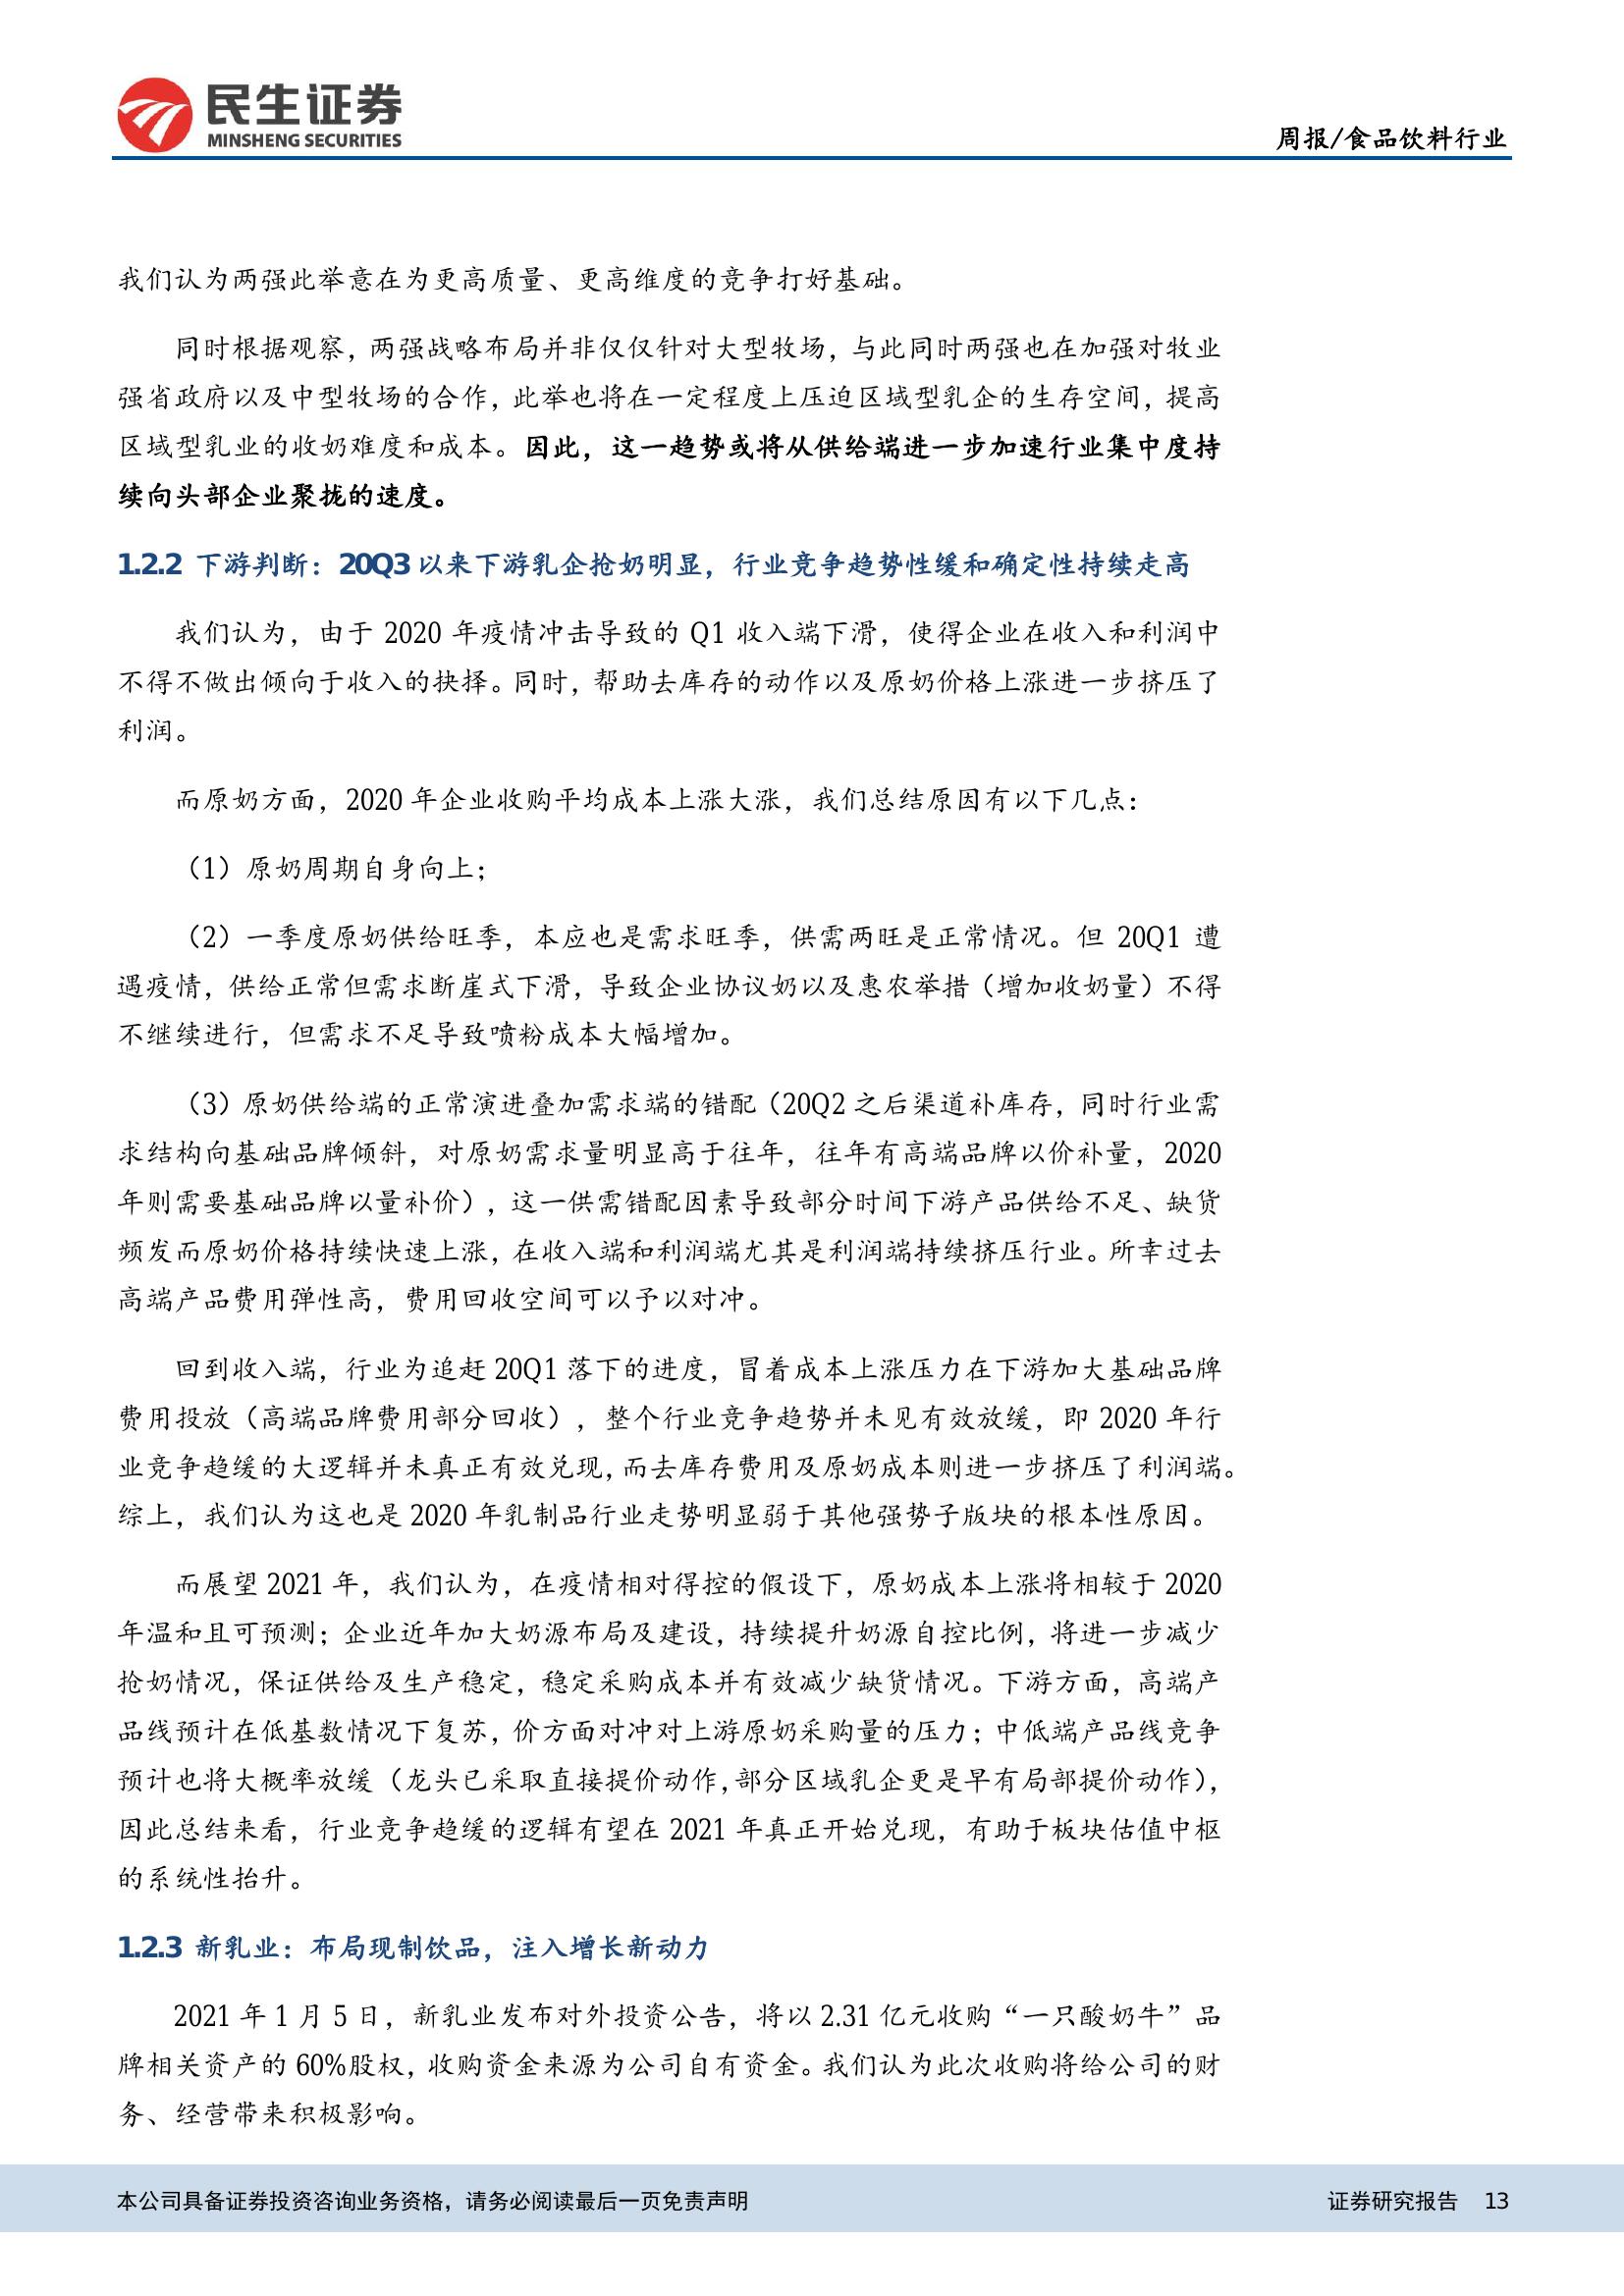 民生证券
MINSHENG SECURITIES
周报/食品饮料行业
我们认为两强此举意在为更高质量、更高维度的竞争打好基础。
同时根据观察，两强战略布局并非仅仅针对大型牧场，与此同时两强也在加强对牧业
强省政府以及中型牧场的合作，此举也将在一定程度上压迫区域型乳企的生存空间，提高
区域型乳业的收奶难度和成本。因此，这一趋势或将从供给端进一步加速行业集中度持
续向头部企业聚拢的速度。
1.2.2 下游判断：20Q3 以来下游乳企抢奶明显，行业竞争趋势性缓和确定性持续走高
我们认为，由于 2020 年疫情冲击导致的 Q1 收入端下滑，使得企业在收入和利润中
不得不做出倾向于收入的抉择。同时，帮助去库存的动作以及原奶价格上涨进一步挤压了
利润。
而原奶方面，2020 年企业收购平均成本上涨大涨，我们总结原因有以下几点：
（1）原奶周期自身向上；
（2）一季度原奶供给旺季，本应也是需求旺季，供需两旺是正常情况。但 20Q1 遭
遇疫情，供给正常但需求断崖式下滑，导致企业协议奶以及惠农举措（增加收奶量）不得
不继续进行，但需求不足导致喷粉成本大幅增加。
（3）原奶供给端的正常演进叠加需求端的错配（20Q2 之后渠道补库存，同时行业需
求结构向基础品牌倾斜，对原奶需求量明显高于往年，往年有高端品牌以价补量，2020
年则需要基础品牌以量补价），这一供需错配因素导致部分时间下游产品供给不足、缺货
频发而原奶价格持续快速上涨，在收入端和利润端尤其是利润端持续挤压行业。所幸过去
高端产品费用弹性高，费用回收空间可以予以对冲。
回到收入端，行业为追赶 20Q1 落下的进度，冒着成本上涨压力在下游加大基础品牌
费用投放（高端品牌费用部分回收），整个行业竞争趋势并未见有效放缓，即 2020 年行
业竞争趋缓的大逻辑并未真正有效兑现，而去库存费用及原奶成本则进一步挤压了利润端。
综上，我们认为这也是 2020 年乳制品行业走势明显弱于其他强势子版块的根本性原因。
而展望 2021 年，我们认为，在疫情相对得控的假设下，原奶成本上涨将相较于 2020
年温和且可预测；企业近年加大奶源布局及建设，持续提升奶源自控比例，将进一步减少
抢奶情况，保证供给及生产稳定，稳定采购成本并有效减少缺货情况。下游方面，高端产
品线预计在低基数情况下复苏，价方面对冲对上游原奶采购量的压力；中低端产品线竞争
预计也将大概率放缓（龙头已采取直接提价动作，部分区域乳企更是早有局部提价动作），
因此总结来看，行业竞争趋缓的逻辑有望在 2021 年真正开始兑现，有助于板块估值中枢
的系统性抬升。
1.2.3 新乳业：布局现制饮品，注入增长新动力
2021 年 1 月 5 日，新乳业发布对外投资公告，将以 2.31 亿元收购“一只酸奶牛”品
牌相关资产的 60%股权，收购资金来源为公司自有资金。我们认为此次收购将给公司的财
务、经营带来积极影响。
本公司具备证券投资咨询业务资格，请务必阅读最后一页免责声明
证券研究报告 13